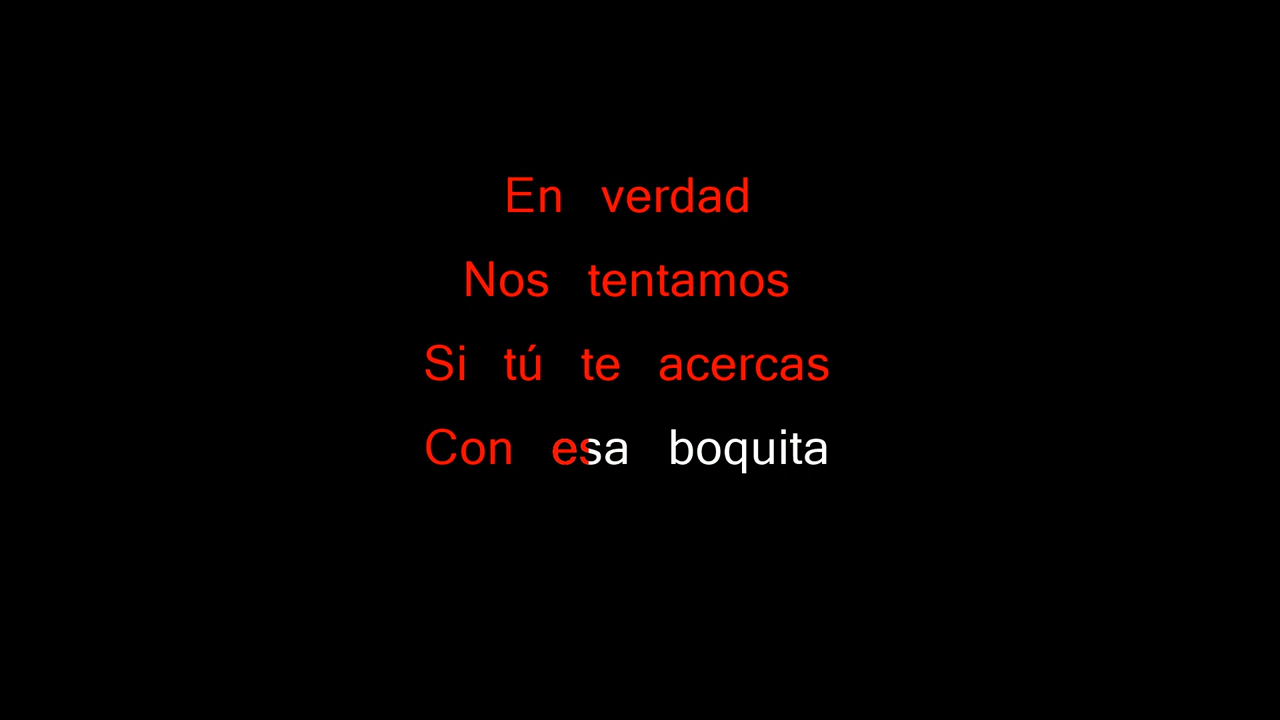 En verdad
Nos tentamos
Si tú te acercas
Con esa boquita